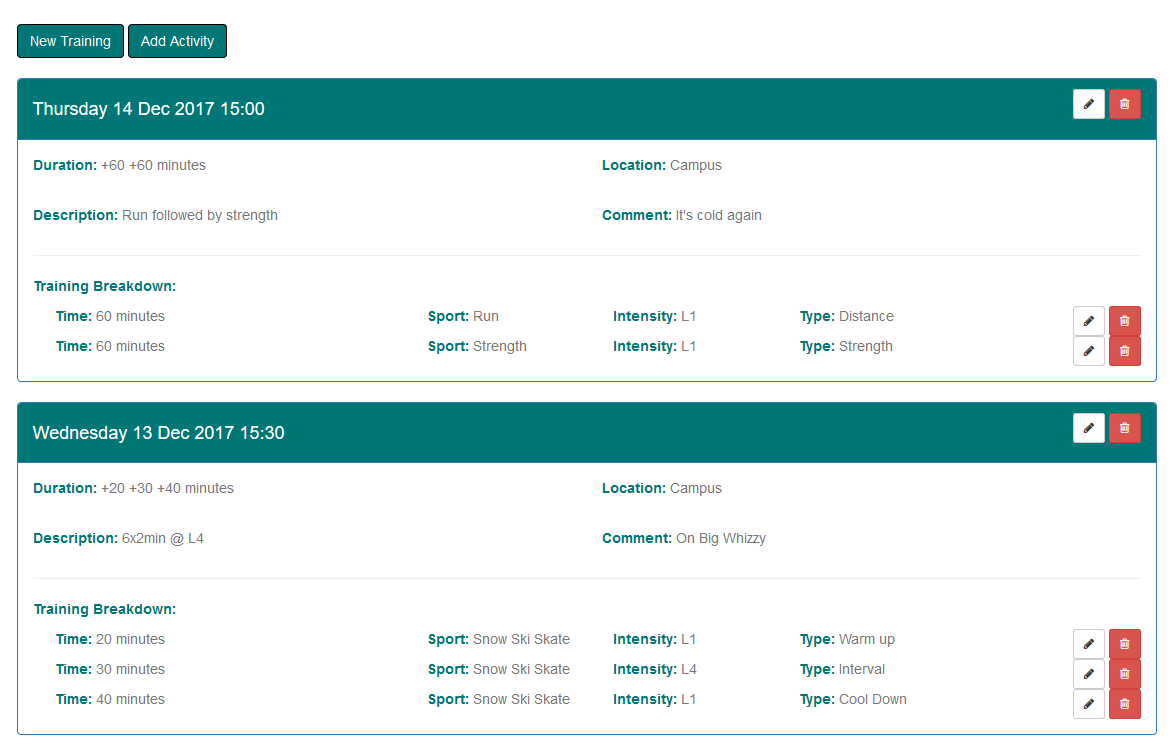 New Training Add Activity
Thursday 14 Dec 2017 15:00
Duration: +60 +60 minutes Location: Campus
Description: Run followed by strength Comment: It's cold again
Training Breakdown:
Time: 60 minutes Sport: Run Intensity: L1 Type: Distance
Time: 60 minutes Sport: Strength Intensity: L1 Type: Strength
Wednesday 13 Dec 2017 15:30
Duration: +20 +30 +40 minutes Location: Campus
Description: 6x2min @ L4 Comment: On Big Whizzy
Training Breakdown:
Time: 20 minutes Sport: Snow Ski Skate Intensity: L1 Type: Warm up
Time: 30 minutes Sport: Snow Ski Skate Intensity: L4 Type: Interval
Time: 40 minutes Sport: Snow Ski Skate Intensity: L1 Type: Cool Down